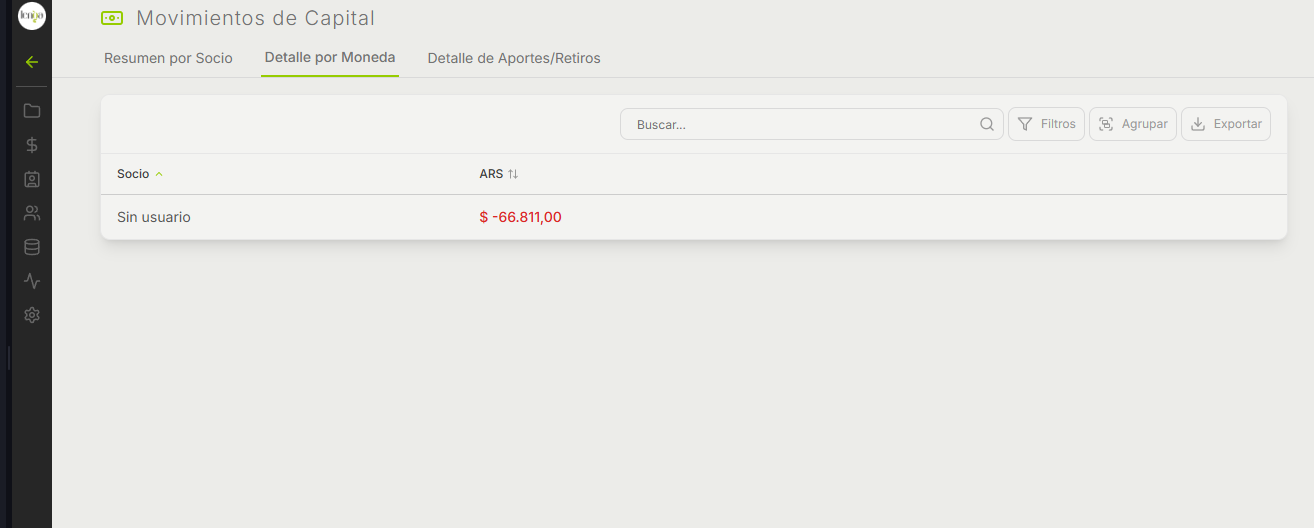 Movimientos de Capital
Resumen por Socio
Detalle por Moneda
Detalle de Aportes/Retiros
Buscar...
Filtros
Agrupar
Exportar
Socio
ARS
Sin usuario
$ -66.811,00